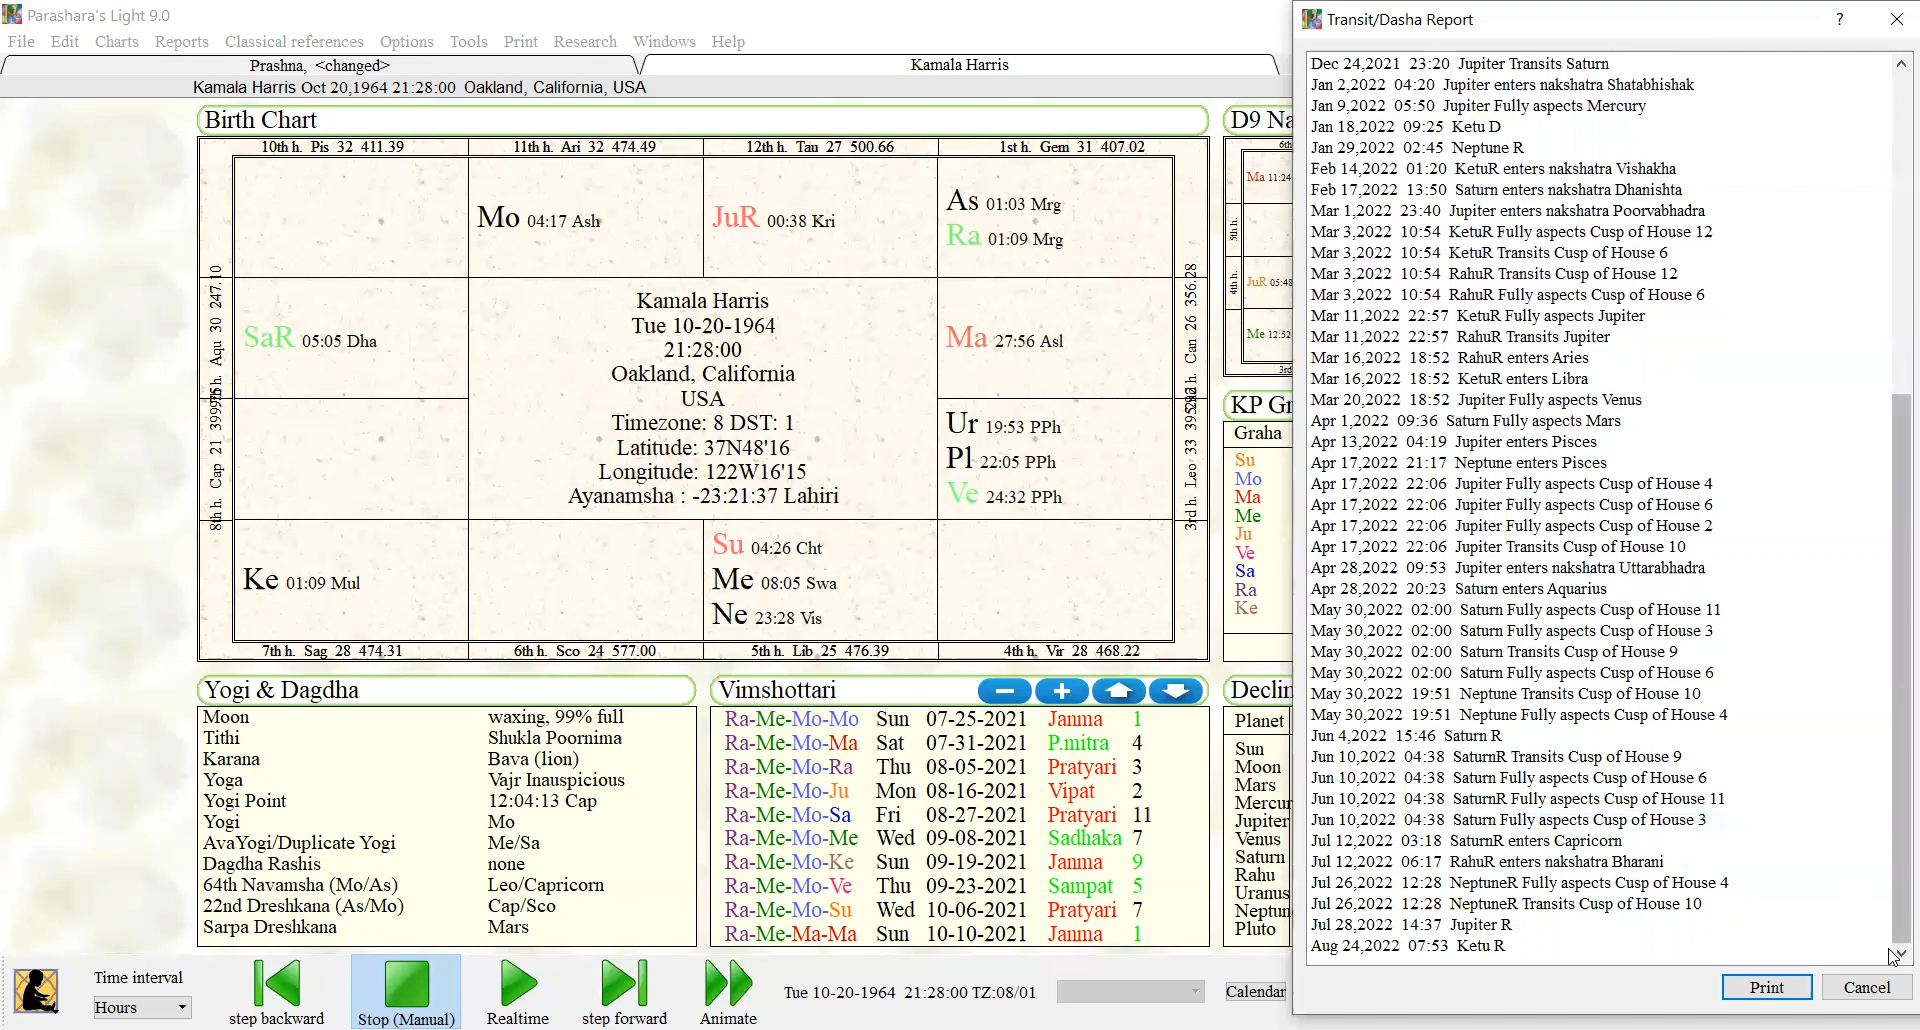 Parashara's Light 9.0
File Edit Charts Reports Classical references Options Tools Print Research Windows Help
Prashna, <changed>
Kamala Harris
Kamala Harris Oct 20,1964 21:28:00 Oakland, California, USA
Birth Chart
10th h. Pis 32 411.39
11th h. Ari 32 474.49
12th h. Tau 27 500.66
1st h. Gem 31 407.02
Mo 04:17 Ash
JuR 00:38 Kri
As 01:03 Mrg
Ra 01:09 Mrg
SaR 05:05 Dha
Aqu 30 247.10
Kamala Harris
Tue 10-20-1964
21:28:00
Oakland, California
USA
Timezone: 8 DST: 1
Latitude: 37N48'16
Longitude: 122W16'15
Ayanamsha : -23:21:37 Lahiri
Ma 27:56 Asl
Can 26 356.28
8th h. Cap 21
Ur 19:53 PPh
Pl 22:05 PPh
Ve 24:32 PPh
3rd h. Leo 33
Ke 01:09 Mul
Su 04:26 Cht
Me 08:05 Swa
Ne 23:28 Vis
7th h. Sag 28 474.31
6th h. Sco 24 577.00
5th h. Lib 25 476.39
4th h. Vir 28 468.22
D9 Na
6th
Ma 11:24
5th h.
4th h.
JuR 05:48
Me 12:52
3rd
KP Gr
Graha
Su
Mo
Ma
Me
Ju
Ve
Sa
Ra
Ke
Yogi & Dagdha
Moon waxing, 99% full
Tithi Shukla Poornima
Karana Bava (lion)
Yoga Vajr Inauspicious
Yogi Point 12:04:13 Cap
Yogi Mo
AvaYogi/Duplicate Yogi Me/Sa
Dagdha Rashis none
64th Navamsha (Mo/As) Leo/Capricorn
22nd Dreshkana (As/Mo) Cap/Sco
Sarpa Dreshkana Mars
Vimshottari
Ra-Me-Mo-Mo Sun 07-25-2021 Janma 1
Ra-Me-Mo-Ma Sat 07-31-2021 P.mitra 4
Ra-Me-Mo-Ra Thu 08-05-2021 Pratyari 3
Ra-Me-Mo-Ju Mon 08-16-2021 Vipat 2
Ra-Me-Mo-Sa Fri 08-27-2021 Pratyari 11
Ra-Me-Mo-Me Wed 09-08-2021 Sadhaka 7
Ra-Me-Mo-Ke Sun 09-19-2021 Janma 9
Ra-Me-Mo-Ve Thu 09-23-2021 Sampat 5
Ra-Me-Mo-Su Wed 10-06-2021 Pratyari 7
Ra-Me-Ma-Ma Sun 10-10-2021 Janma 1
Declin
Planet
Sun
Moon
Mars
Mercur
Jupiter
Venus
Saturn
Rahu
Uranus
Neptun
Pluto
Time interval
Hours
step backward
Stop (Manual)
Realtime
step forward
Animate
Tue 10-20-1964 21:28:00 TZ:08/01
Calendar
Transit/Dasha Report
Dec 24,2021 23:20 Jupiter Transits Saturn
Jan 2,2022 04:20 Jupiter enters nakshatra Shatabhishak
Jan 9,2022 05:50 Jupiter Fully aspects Mercury
Jan 18,2022 09:25 Ketu D
Jan 29,2022 02:45 Neptune R
Feb 14,2022 01:20 KetuR enters nakshatra Vishakha
Feb 17,2022 13:50 Saturn enters nakshatra Dhanishta
Mar 1,2022 23:40 Jupiter enters nakshatra Poorvabhadra
Mar 3,2022 10:54 KetuR Fully aspects Cusp of House 12
Mar 3,2022 10:54 KetuR Transits Cusp of House 6
Mar 3,2022 10:54 RahuR Transits Cusp of House 12
Mar 3,2022 10:54 RahuR Fully aspects Cusp of House 6
Mar 11,2022 22:57 KetuR Fully aspects Jupiter
Mar 11,2022 22:57 RahuR Transits Jupiter
Mar 16,2022 18:52 RahuR enters Aries
Mar 16,2022 18:52 KetuR enters Libra
Mar 20,2022 18:52 Jupiter Fully aspects Venus
Apr 1,2022 09:36 Saturn Fully aspects Mars
Apr 13,2022 04:19 Jupiter enters Pisces
Apr 17,2022 21:17 Neptune enters Pisces
Apr 17,2022 22:06 Jupiter Fully aspects Cusp of House 4
Apr 17,2022 22:06 Jupiter Fully aspects Cusp of House 6
Apr 17,2022 22:06 Jupiter Fully aspects Cusp of House 2
Apr 17,2022 22:06 Jupiter Transits Cusp of House 10
Apr 28,2022 09:53 Jupiter enters nakshatra Uttarabhadra
Apr 28,2022 20:23 Saturn enters Aquarius
May 30,2022 02:00 Saturn Fully aspects Cusp of House 11
May 30,2022 02:00 Saturn Fully aspects Cusp of House 3
May 30,2022 02:00 Saturn Transits Cusp of House 9
May 30,2022 02:00 Saturn Fully aspects Cusp of House 6
May 30,2022 19:51 Neptune Transits Cusp of House 10
May 30,2022 19:51 Neptune Fully aspects Cusp of House 4
Jun 4,2022 15:46 Saturn R
Jun 10,2022 04:38 SaturnR Transits Cusp of House 9
Jun 10,2022 04:38 Saturn Fully aspects Cusp of House 6
Jun 10,2022 04:38 SaturnR Fully aspects Cusp of House 11
Jun 10,2022 04:38 Saturn Fully aspects Cusp of House 3
Jul 12,2022 03:18 SaturnR enters Capricorn
Jul 12,2022 06:17 RahuR enters nakshatra Bharani
Jul 26,2022 12:28 NeptuneR Fully aspects Cusp of House 4
Jul 26,2022 12:28 NeptuneR Transits Cusp of House 10
Jul 28,2022 14:37 Jupiter R
Aug 24,2022 07:53 Ketu R
Print
Cancel